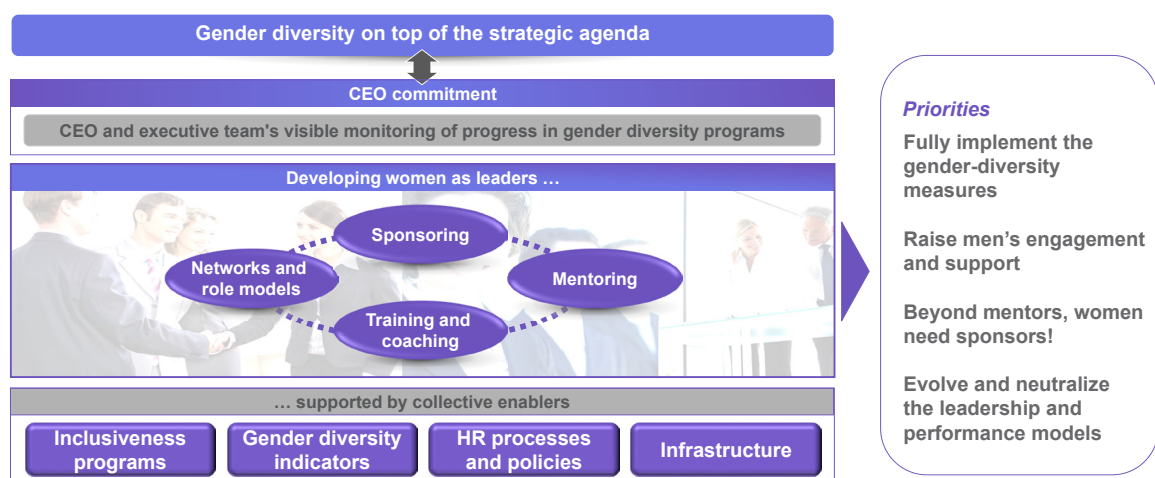 Gender diversity on top of the strategic agenda
CEO commitment
CEO and executive team's visible monitoring of progress in gender diversity programs
Developing women as leaders …
Sponsoring
Networks and
role models
Mentoring
Training and
coaching
… supported by collective enablers
Inclusiveness
programs
Gender diversity
indicators
HR processes
and policies
Infrastructure
Priorities
Fully implement the
gender-diversity
measures
Raise men’s engagement
and support
Beyond mentors, women
need sponsors!
Evolve and neutralize
the leadership and
performance models